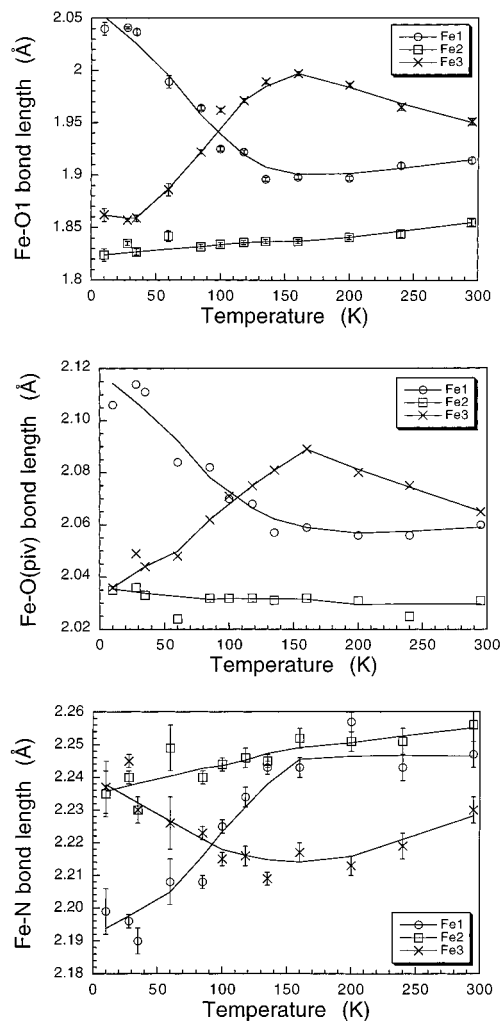 Fe-O1 bond length (Å)
2.05
2
1.95
1.9
1.85
1.8
Fe1
Fe2
Fe3
0 50 100 150 200 250 300
Temperature (K)
Fe-O(piv) bond length (Å)
2.12
2.10
2.08
2.06
2.04
2.02
Fe1
Fe2
Fe3
0 50 100 150 200 250 300
Temperature (K)
Fe-N bond length (Å)
2.26
2.25
2.24
2.23
2.22
2.21
2.20
2.19
2.18
Fe1
Fe2
Fe3
0 50 100 150 200 250 300
Temperature (K)